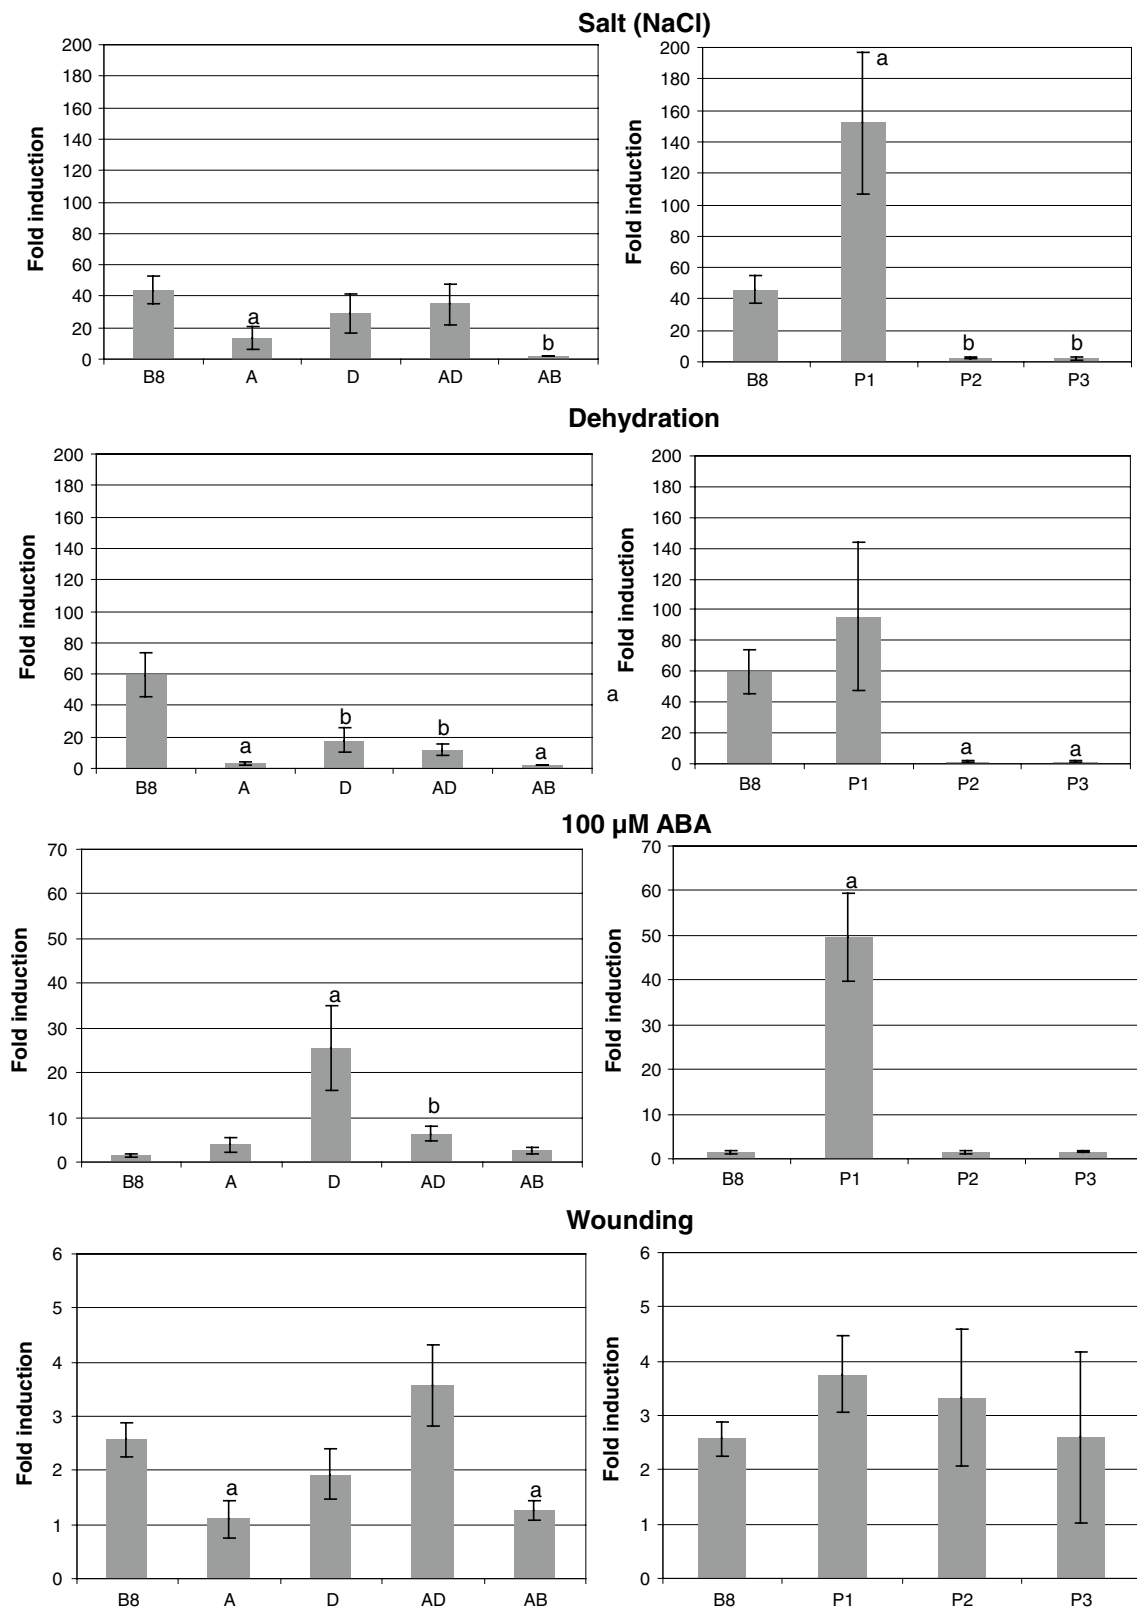 Salt (NaCl)
Fold induction
200
180
160
140
120
100
80
60
40
20
0
a
b
B8 A D AD AB
Fold induction
200
180
160
140
120
100
80
60
40
20
0
a
b b
B8 P1 P2 P3
Dehydration
Fold induction
200
180
160
140
120
100
80
60
40
20
0
a b b a
B8 A D AD AB
a
Fold induction
200
180
160
140
120
100
80
60
40
20
0
a a
B8 P1 P2 P3
100 µM ABA
Fold induction
70
60
50
40
30
20
10
0
a
b
B8 A D AD AB
Fold induction
70
60
50
40
30
20
10
0
a
B8 P1 P2 P3
Wounding
Fold induction
6
5
4
3
2
1
0
a a
B8 A D AD AB
Fold induction
6
5
4
3
2
1
0
B8 P1 P2 P3